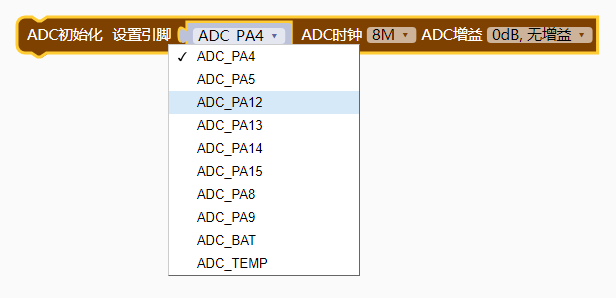 ADC初始化 设置引脚 ADC_PA4 ADC时钟 8M ADC增益 0dB, 无增益
✓ ADC_PA4
ADC_PA5
ADC_PA12
ADC_PA13
ADC_PA14
ADC_PA15
ADC_PA8
ADC_PA9
ADC_BAT
ADC_TEMP